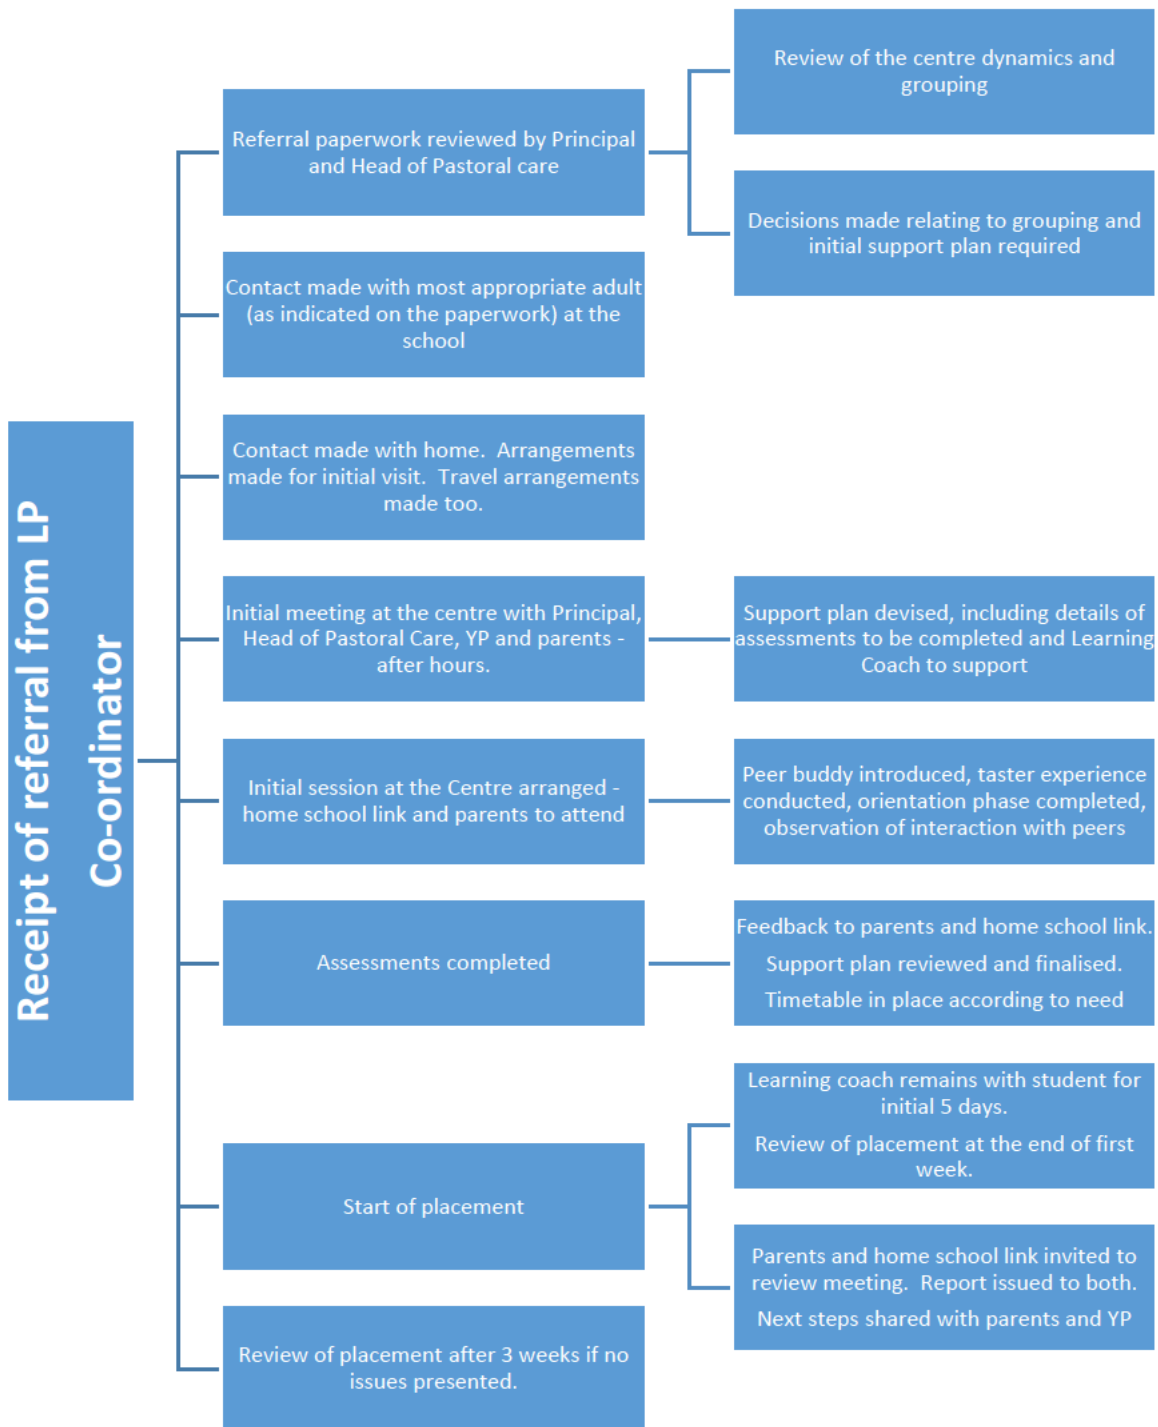 Receipt of referral from LP
Co-ordinator
Referral paperwork reviewed by Principal
and Head of Pastoral care
Review of the centre dynamics and
grouping
Decisions made relating to grouping and
initial support plan required
Contact made with most appropriate adult
(as indicated on the paperwork) at the
school
Contact made with home.  Arrangements
made for initial visit.  Travel arrangements
made too.
Initial meeting at the centre with Principal,
Head of Pastoral Care, YP and parents -
after hours.
Support plan devised, including details of
assessments to be completed and Learning
Coach to support
Initial session at the Centre arranged -
home school link and parents to attend
Peer buddy introduced, taster experience
conducted, orientation phase completed,
observation of interaction with peers
Assessments completed
Feedback to parents and home school link.
Support plan reviewed and finalised.
Timetable in place according to need
Start of placement
Learning coach remains with student for
initial 5 days.
Review of placement at the end of first
week.
Parents and home school link invited to
review meeting.  Report issued to both.
Next steps shared with parents and YP
Review of placement after 3 weeks if no
issues presented.